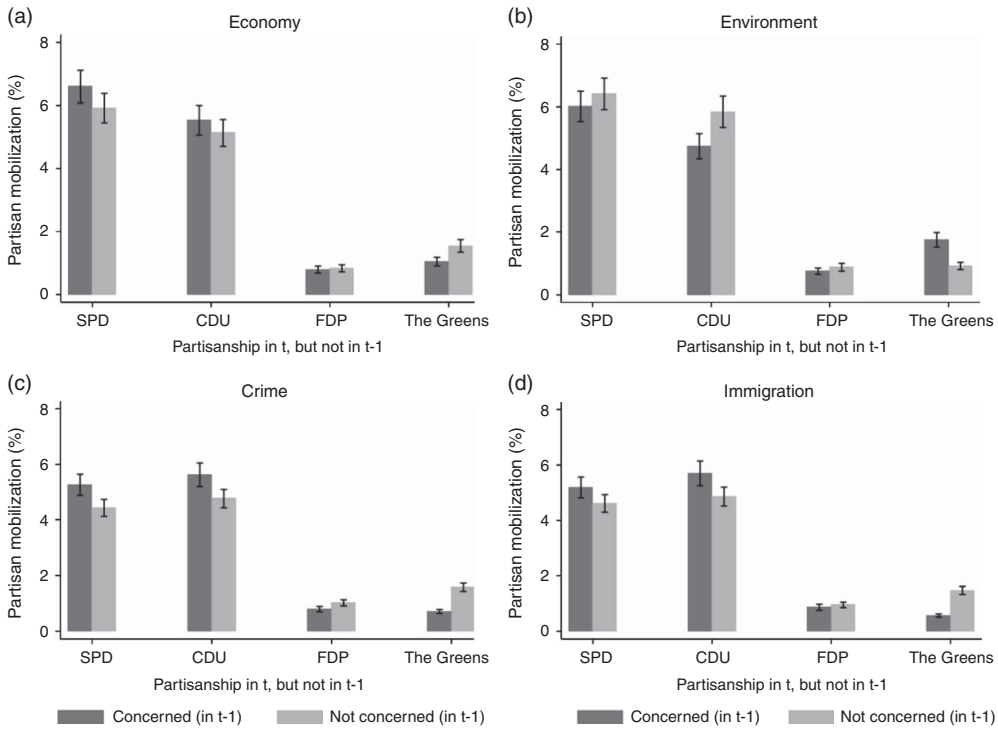 (a)
Economy
Partisan mobilization (%)
8
6
4
2
0
SPD CDU FDP The Greens
Partisanship in t, but not in t-1
(b)
Environment
Partisan mobilization (%)
8
6
4
2
0
SPD CDU FDP The Greens
Partisanship in t, but not in t-1
(c)
Crime
Partisan mobilization (%)
8
6
4
2
0
SPD CDU FDP The Greens
Partisanship in t, but not in t-1
Concerned (in t-1) Not concerned (in t-1)
(d)
Immigration
Partisan mobilization (%)
8
6
4
2
0
SPD CDU FDP The Greens
Partisanship in t, but not in t-1
Concerned (in t-1) Not concerned (in t-1)